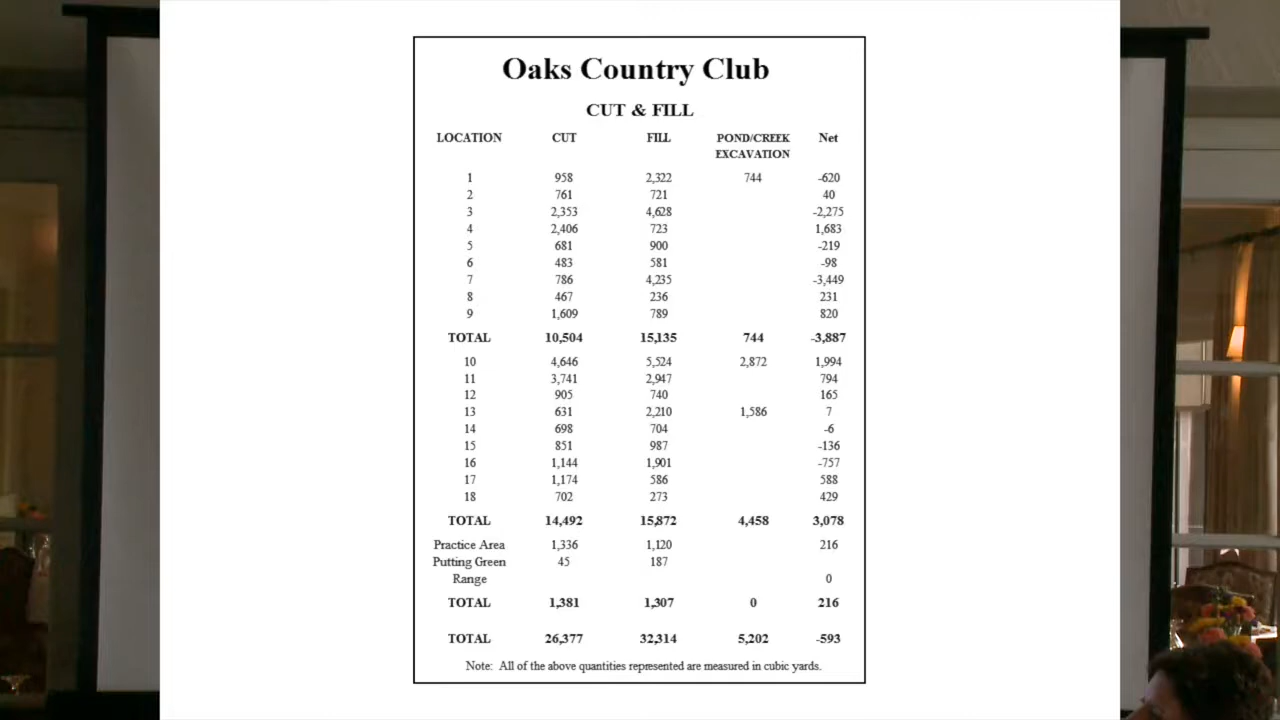 Oaks Country Club
CUT & FILL
LOCATION CUT FILL POND/CREEK EXCAVATION Net
1 958 2,322 744 -620
2 761 721 40
3 2,353 4,628 -2,275
4 2,406 723 1,683
5 681 900 -219
6 483 581 -98
7 786 4,235 -3,449
8 467 236 231
9 1,609 789 820
TOTAL 10,504 15,135 744 -3,887
10 4,646 5,524 2,872 1,994
11 3,741 2,947 794
12 905 740 165
13 631 2,210 1,586 7
14 698 704 -6
15 851 987 -136
16 1,144 1,901 -757
17 1,174 586 588
18 702 273 429
TOTAL 14,492 15,872 4,458 3,078
Practice Area 1,336 1,120 216
Putting Green 45 187
Range 0
TOTAL 1,381 1,307 0 216
TOTAL 26,377 32,314 5,202 -593
Note: All of the above quantities represented are measured in cubic yards.